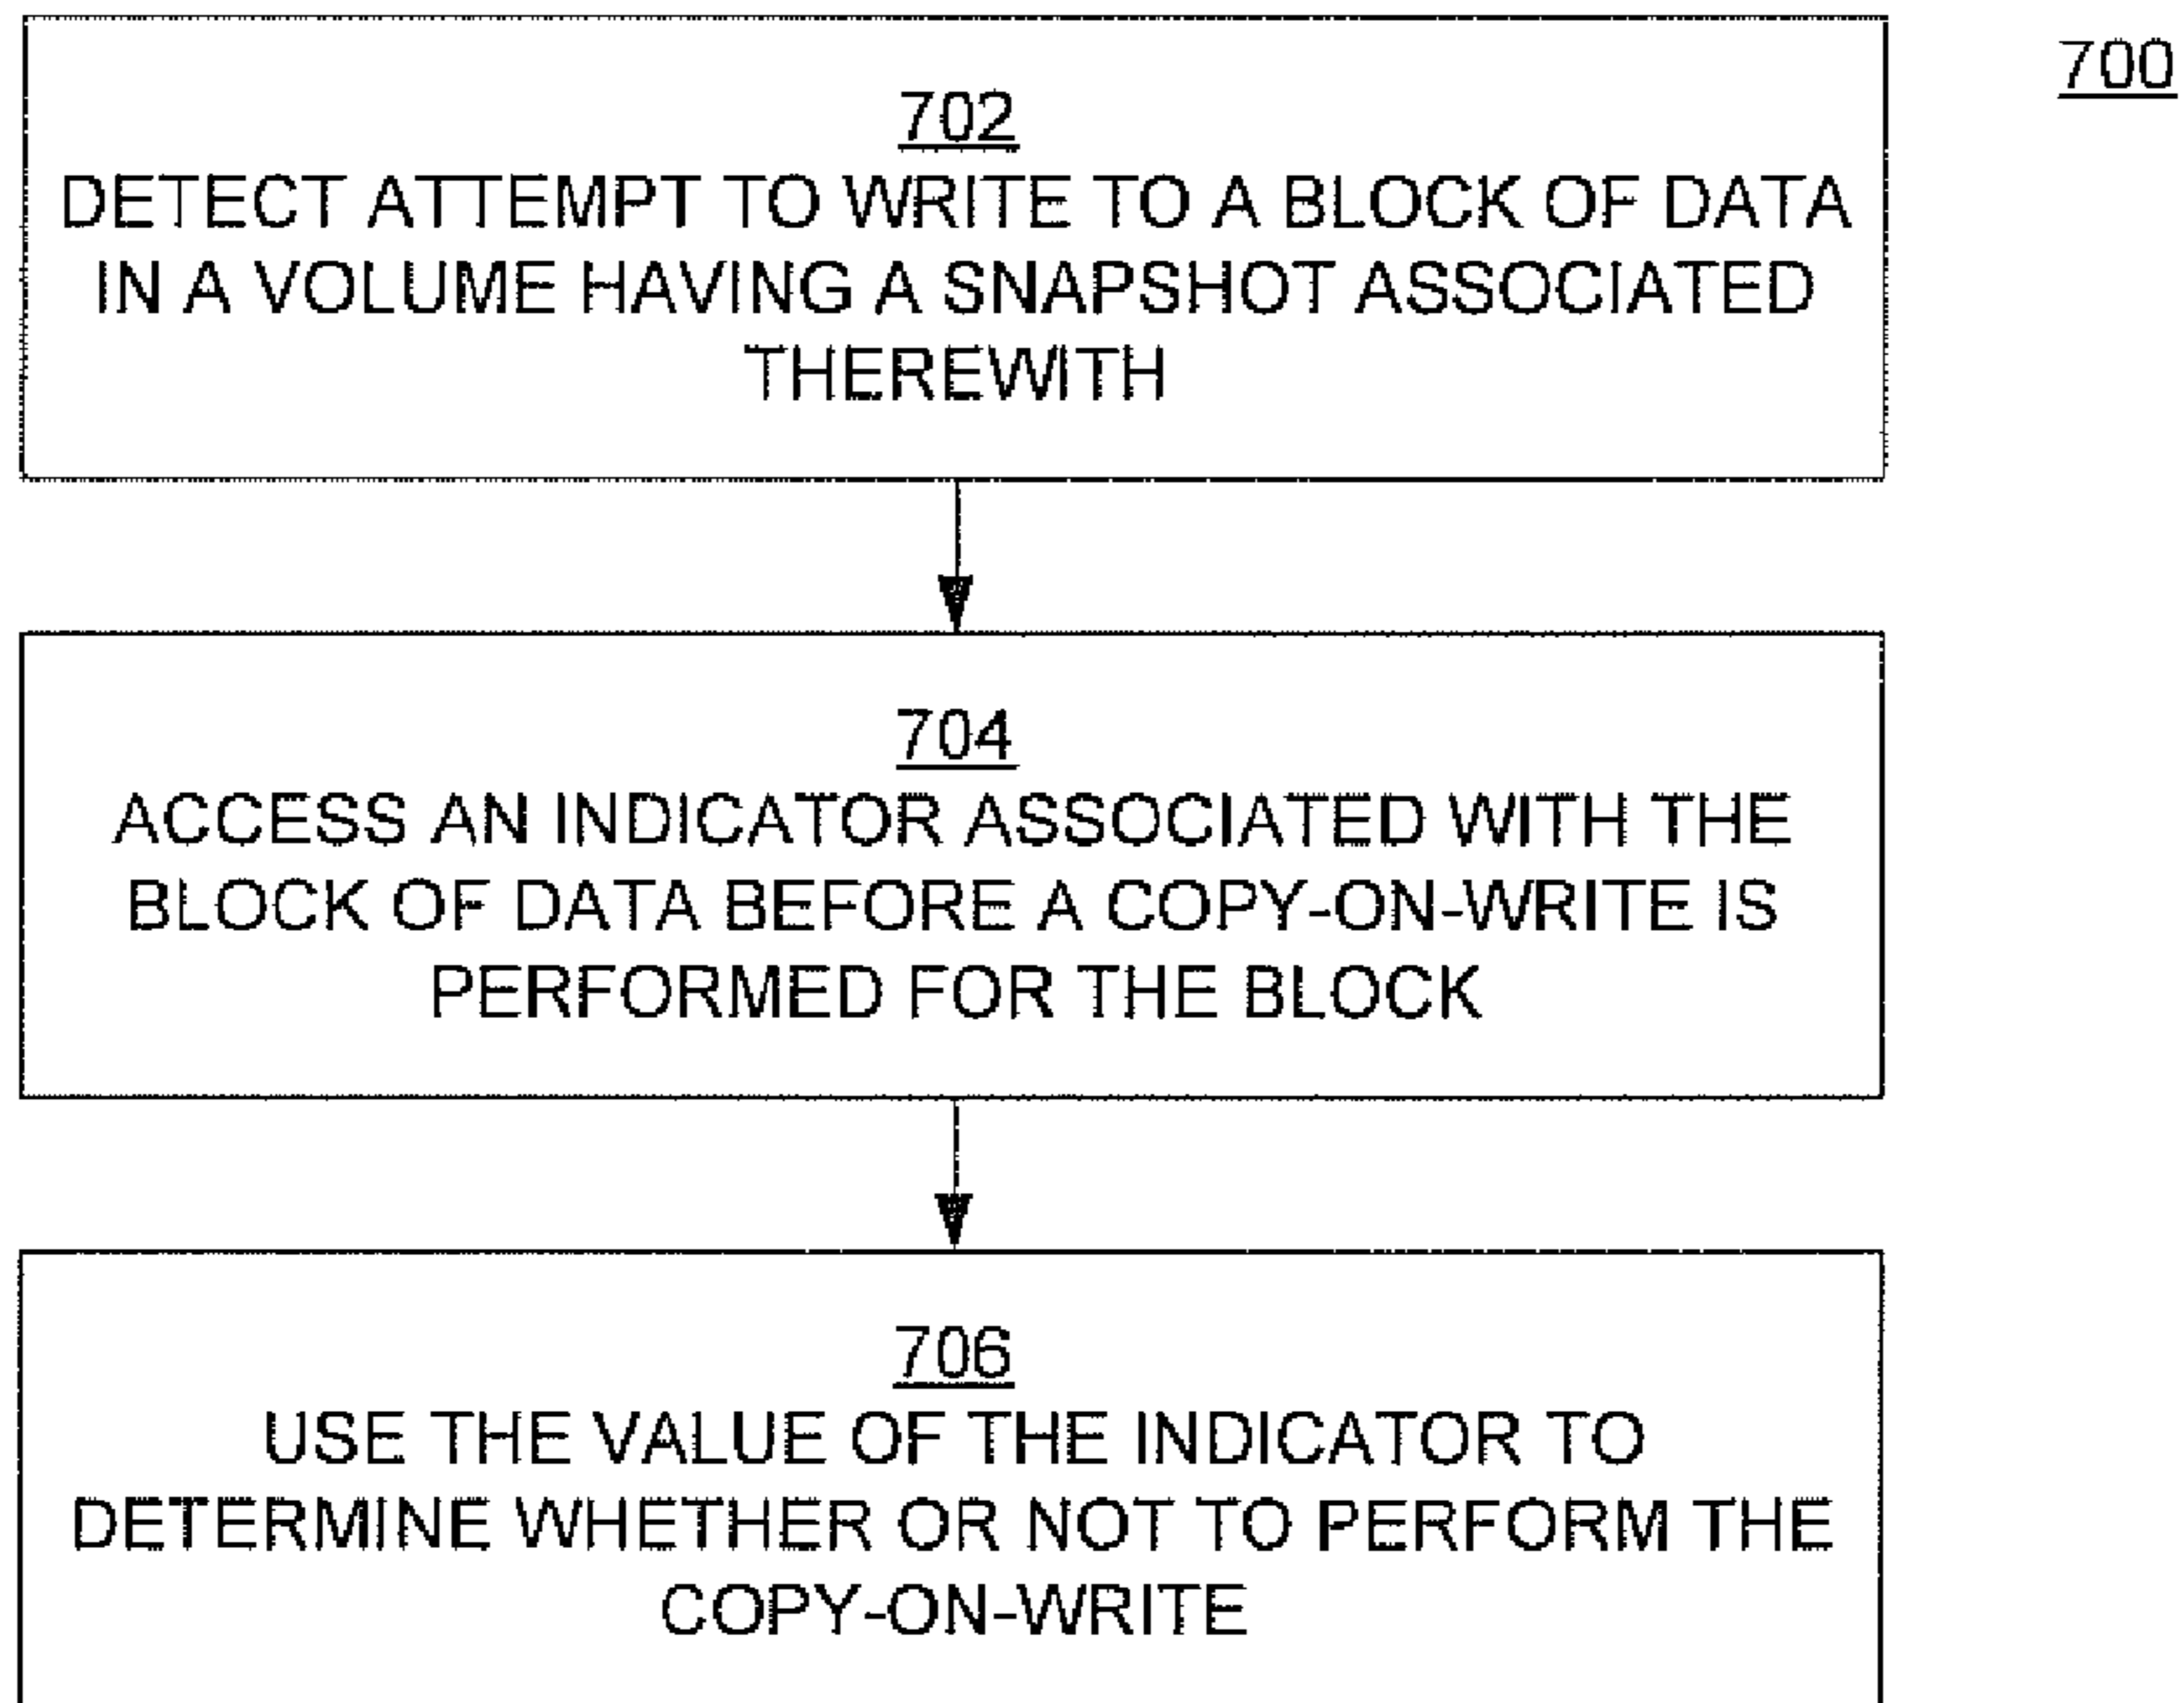 700
702
DETECT ATTEMPT TO WRITE TO A BLOCK OF DATA
IN A VOLUME HAVING A SNAPSHOT ASSOCIATED
THEREWITH
704
ACCESS AN INDICATOR ASSOCIATED WITH THE
BLOCK OF DATA BEFORE A COPY-ON-WRITE IS
PERFORMED FOR THE BLOCK
706
USE THE VALUE OF THE INDICATOR TO
DETERMINE WHETHER OR NOT TO PERFORM THE
COPY-ON-WRITE